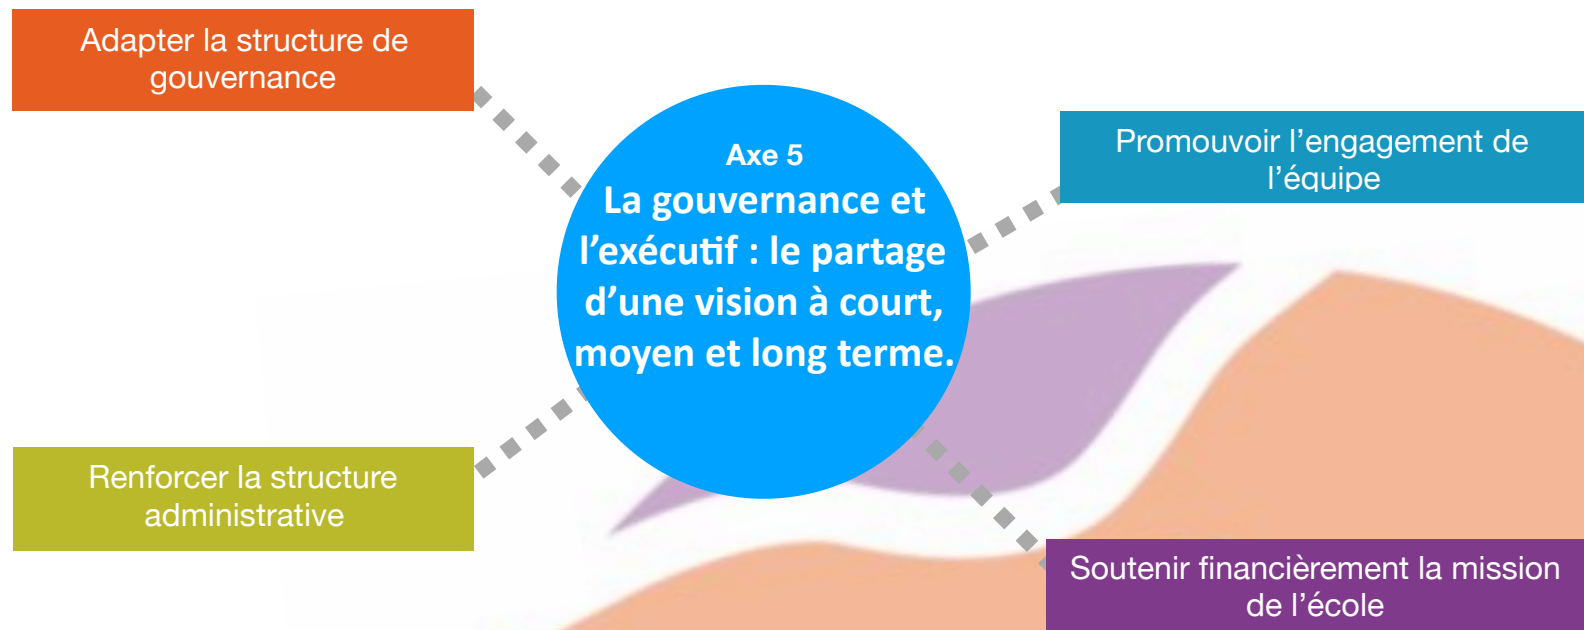 Adapter la structure de
gouvernance
Axe 5
La gouvernance et
l’exécutif : le partage
d’une vision à court,
moyen et long terme.
Promouvoir l’engagement de
l’équipe
Renforcer la structure
administrative
Soutenir financièrement la mission
de l’école